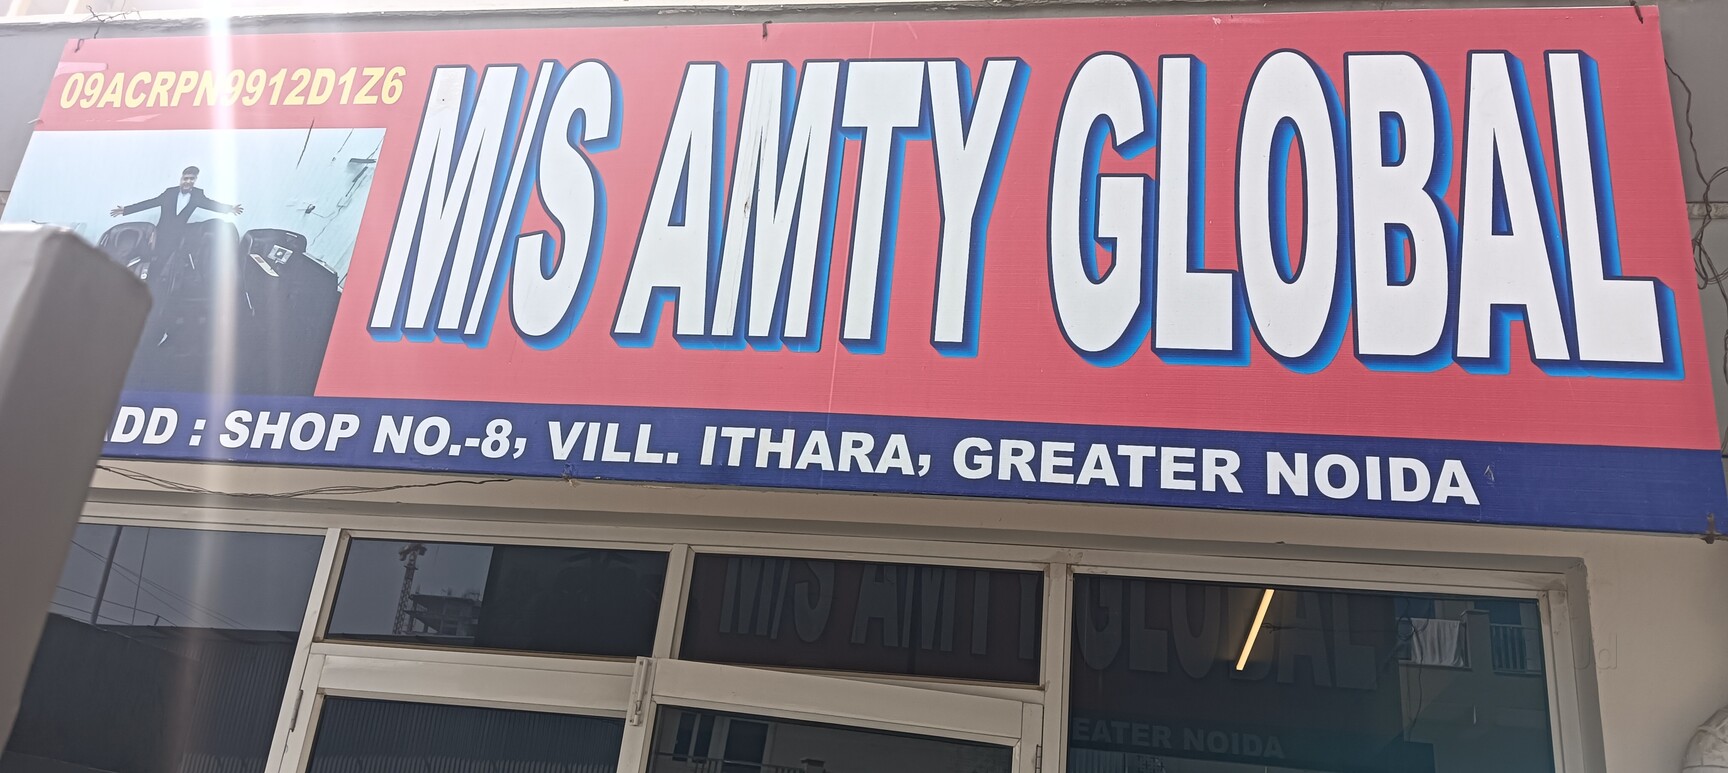 09ACRPN9912D1Z6
M/S AMTY GLOBAL
ADD : SHOP NO.-8, VILL. ITHARA, GREATER NOIDA